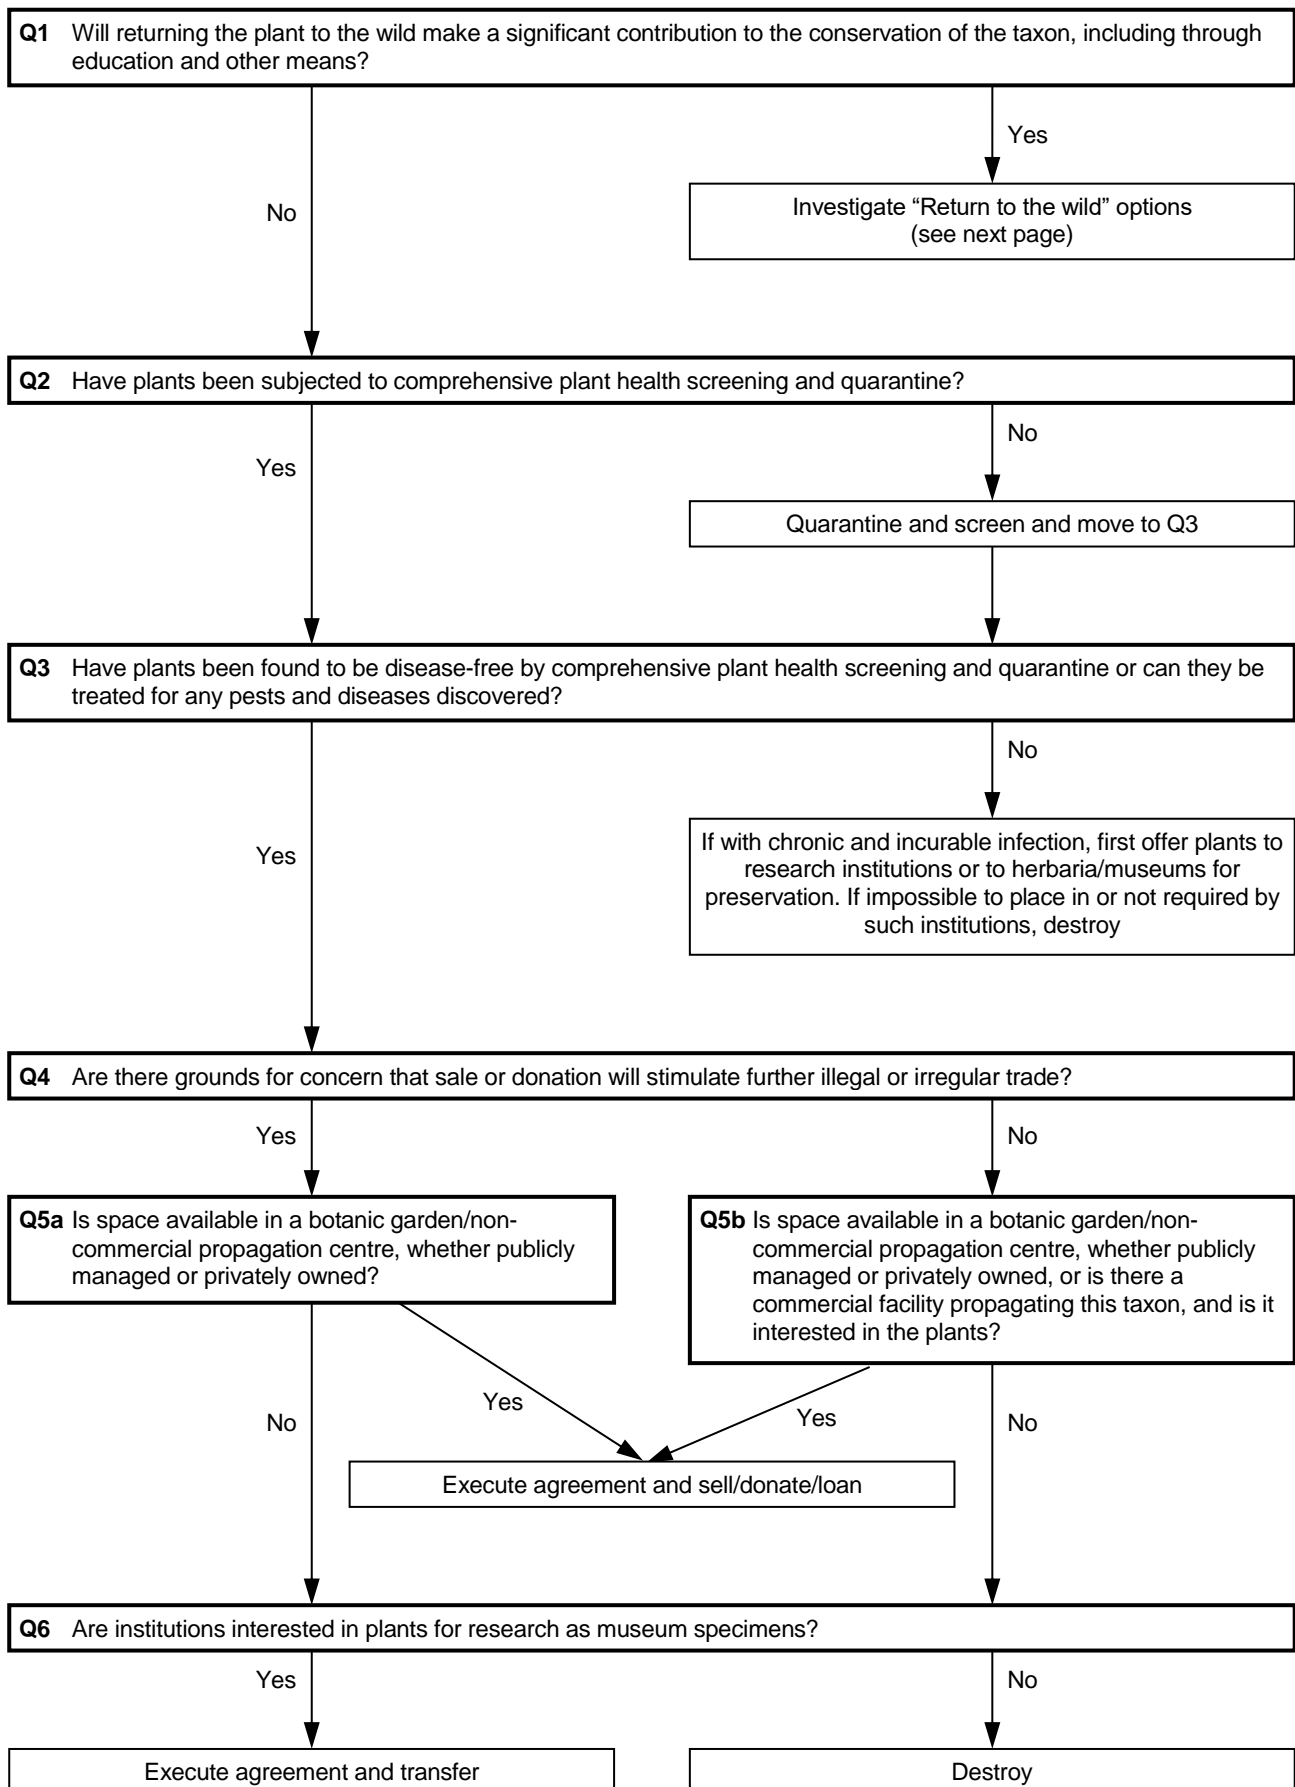 Q1 Will returning the plant to the wild make a significant contribution to the conservation of the taxon, including through
education and other means?
Yes
No
Investigate “Return to the wild” options
(see next page)
Q2 Have plants been subjected to comprehensive plant health screening and quarantine?
No
Yes
Quarantine and screen and move to Q3
Q3 Have plants been found to be disease-free by comprehensive plant health screening and quarantine or can they be
treated for any pests and diseases discovered?
No
Yes
If with chronic and incurable infection, first offer plants to
research institutions or to herbaria/museums for
preservation. If impossible to place in or not required by
such institutions, destroy
Q4 Are there grounds for concern that sale or donation will stimulate further illegal or irregular trade?
Yes
No
Q5a Is space available in a botanic garden/non-
commercial propagation centre, whether publicly
managed or privately owned?
Q5b Is space available in a botanic garden/non-
commercial propagation centre, whether publicly
managed or privately owned, or is there a
commercial facility propagating this taxon, and is it
interested in the plants?
No
Yes
Yes
No
Execute agreement and sell/donate/loan
Q6 Are institutions interested in plants for research as museum specimens?
Yes
No
Execute agreement and transfer
Destroy